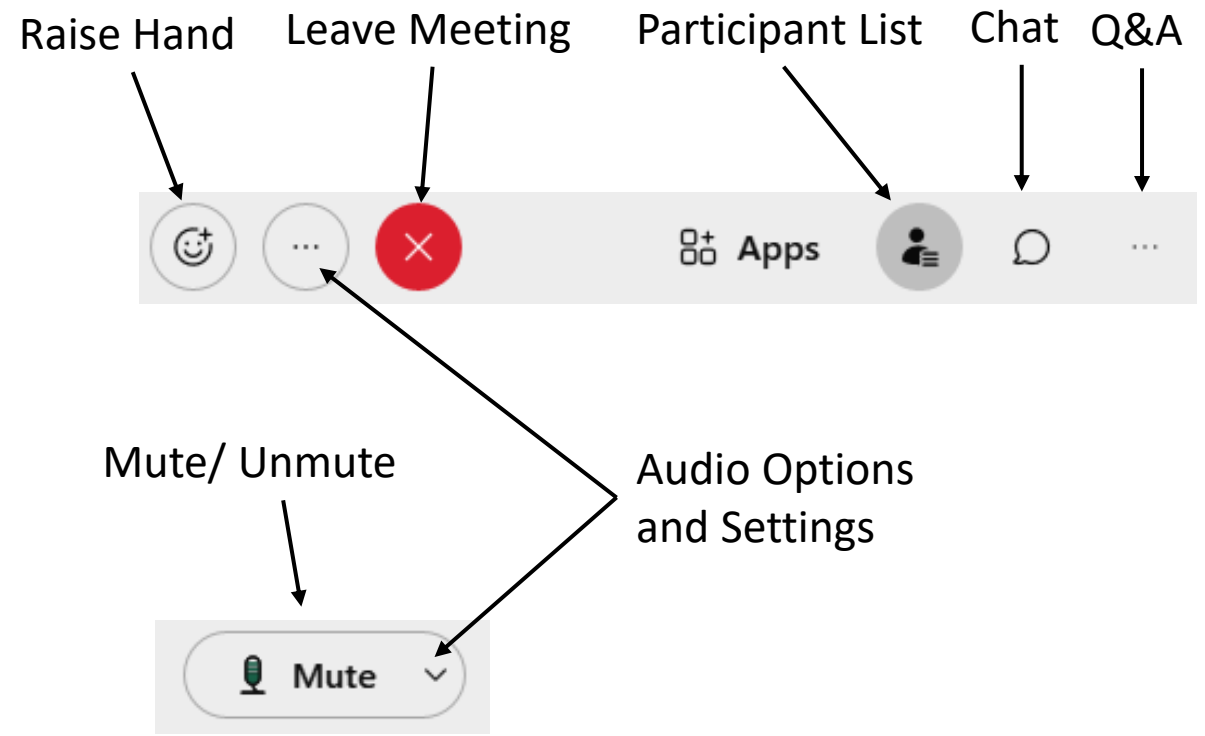 Raise Hand
Leave Meeting
Participant List
Chat
Q&A
Apps
Mute/ Unmute
Audio Options
and Settings
Mute